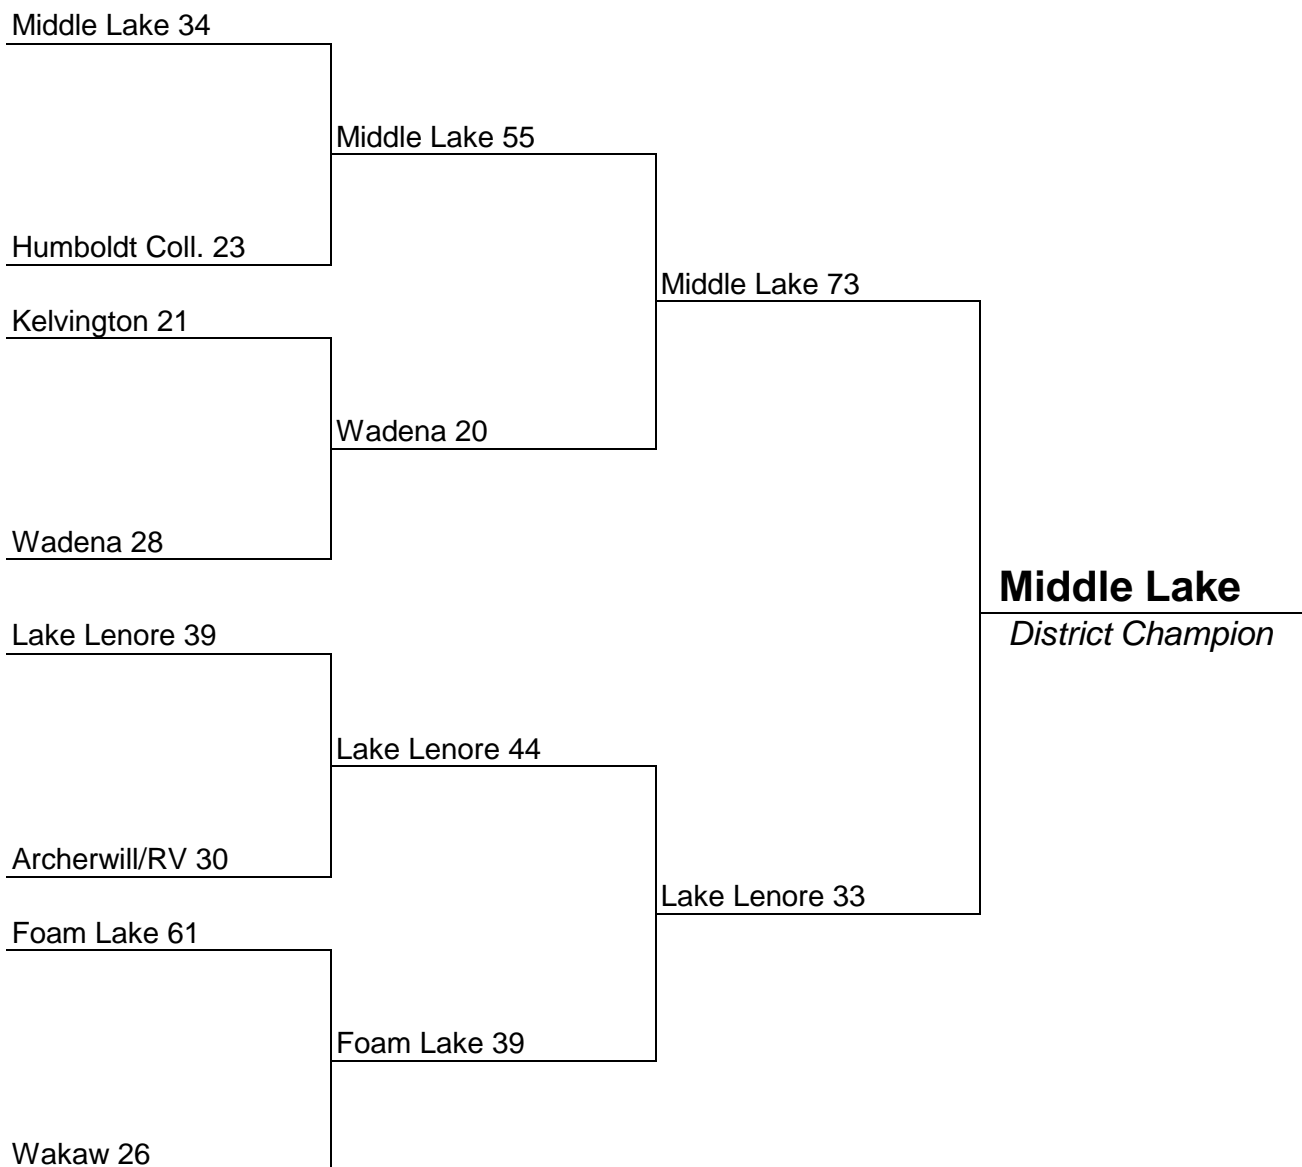 Middle Lake 34
Middle Lake 55
Humboldt Coll. 23
Middle Lake 73
Kelvington 21
Wadena 20
Wadena 28
Middle Lake
District Champion
Lake Lenore 39
Lake Lenore 44
Archerwill/RV 30
Lake Lenore 33
Foam Lake 61
Foam Lake 39
Wakaw 26